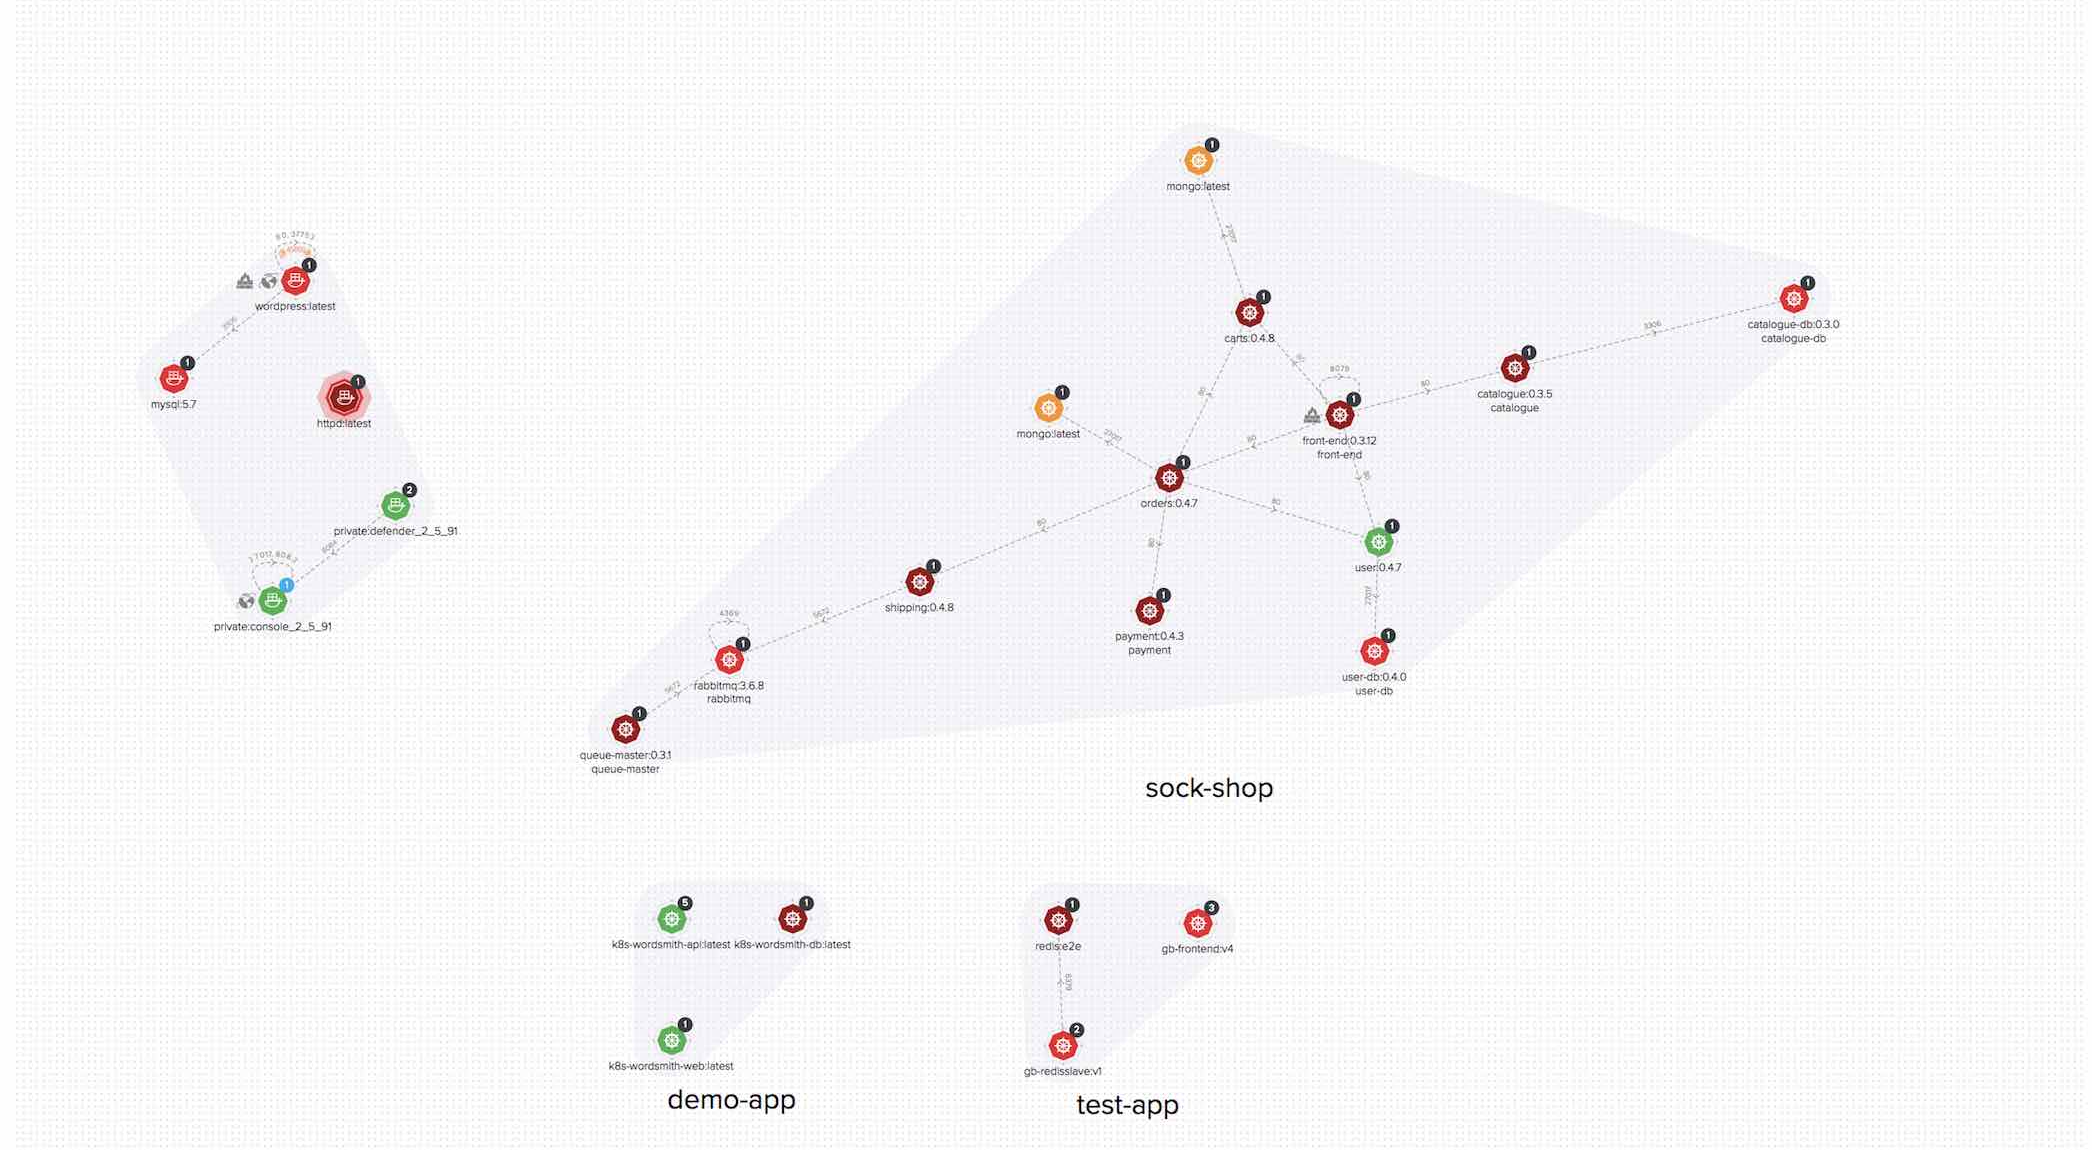 1
mongo:latest
27017
80, 37753
1
wordpress:latest
3306
1
mysql:5.7
1
httpd:latest
2
private:defender_2_5_91
8084
1
private:console_2_5_91
1
carts:0.4.8
80
80
1
catalogue-db:0.3.0
catalogue-db
3306
1
catalogue:0.3.5
catalogue
80
8079
1
front-end:0.3.12
front-end
80
80
1
mongo:latest
27017
1
orders:0.4.7
80
80
80
1
user:0.4.7
27017
1
user-db:0.4.0
user-db
1
shipping:0.4.8
5672
1
payment:0.4.3
payment
4369
1
rabbitmq:3.6.8
rabbitmq
5672
1
queue-master:0.3.1
queue-master
sock-shop
5
k8s-wordsmith-api:latest
1
k8s-wordsmith-db:latest
1
k8s-wordsmith-web:latest
demo-app
1
redis:e2e
3
gb-frontend:v4
6379
2
gb-redisslave:v1
test-app